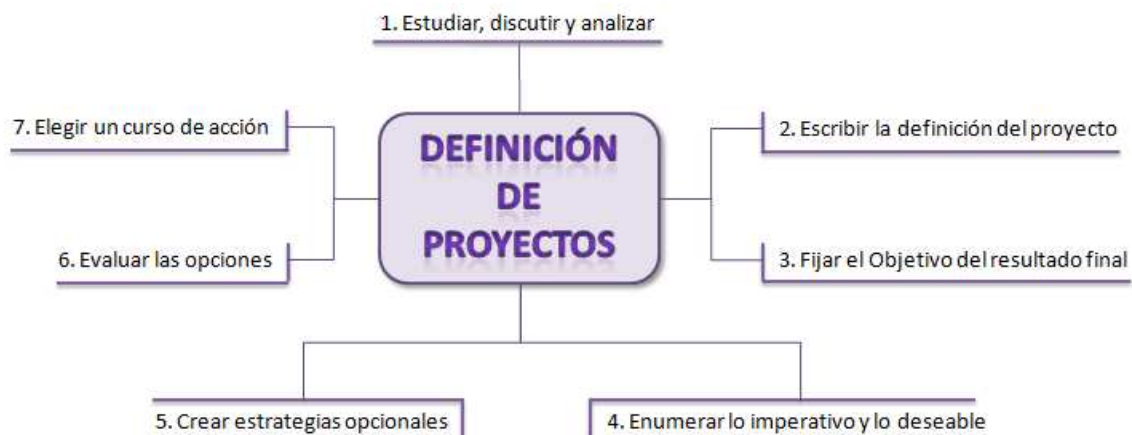 1. Estudiar, discutir y analizar
7. Elegir un curso de acción
DEFINICIÓN
DE
PROYECTOS
2. Escribir la definición del proyecto
6. Evaluar las opciones
3. Fijar el Objetivo del resultado final
5. Crear estrategias opcionales
4. Enumerar lo imperativo y lo deseable